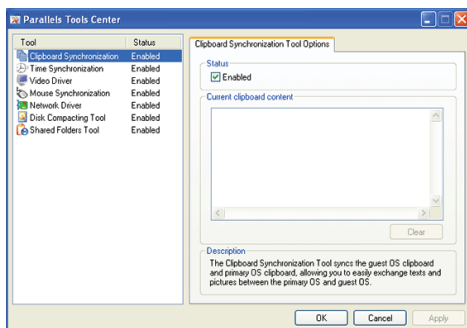 Parallels Tools Center
Tool Status
Clipboard Synchronization Enabled
Time Synchronization Enabled
Video Driver Enabled
Mouse Synchronization Enabled
Network Driver Enabled
Disk Compacting Tool Enabled
Shared Folders Tool Enabled
Clipboard Synchronization Tool Options
Status
Enabled
Current clipboard content
Clear
Description
The Clipboard Synchronization Tool syncs the guest OS clipboard
and primary OS clipboard, allowing you to easily exchange texts and
pictures between the primary OS and guest OS.
OK Cancel Apply